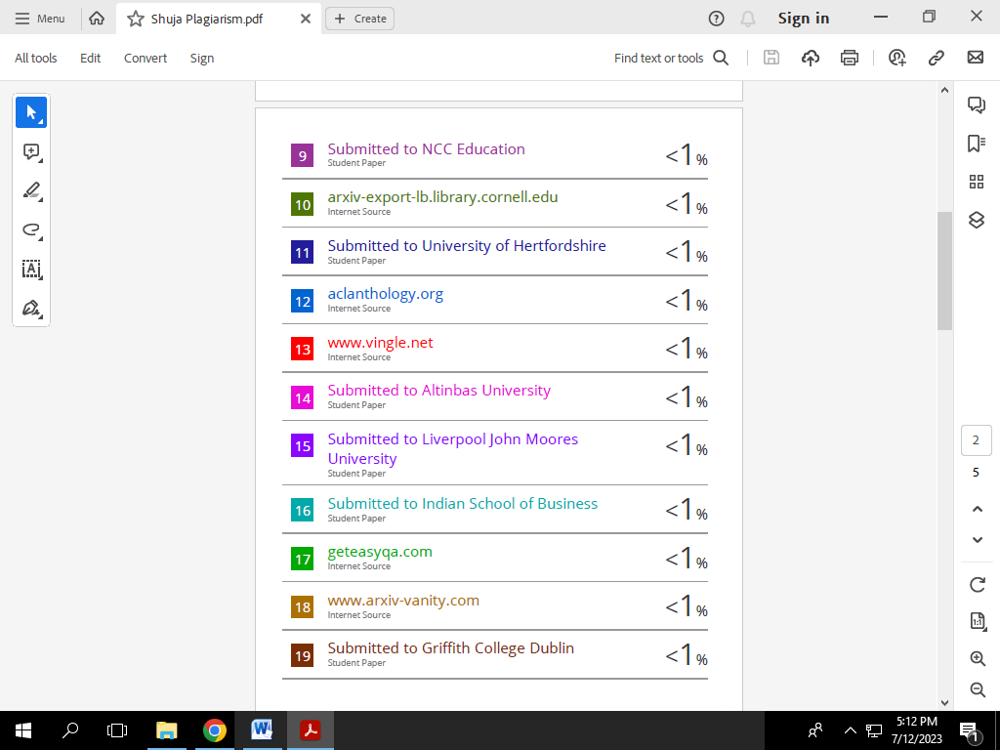 Menu
Shuja Plagiarism.pdf
Create
Sign in
All tools
Edit
Convert
Sign
Find text or tools
9
Submitted to NCC Education
Student Paper
<1%
10
arxiv-export-lb.library.cornell.edu
Internet Source
<1%
11
Submitted to University of Hertfordshire
Student Paper
<1%
12
aclanthology.org
Internet Source
<1%
13
www.vingle.net
Internet Source
<1%
14
Submitted to Altinbas University
Student Paper
<1%
15
Submitted to Liverpool John Moores
University
Student Paper
<1%
16
Submitted to Indian School of Business
Student Paper
<1%
17
geteasyqa.com
Internet Source
<1%
18
www.arxiv-vanity.com
Internet Source
<1%
19
Submitted to Griffith College Dublin
Student Paper
<1%
2
5
1:1
5:12 PM
7/12/2023
1